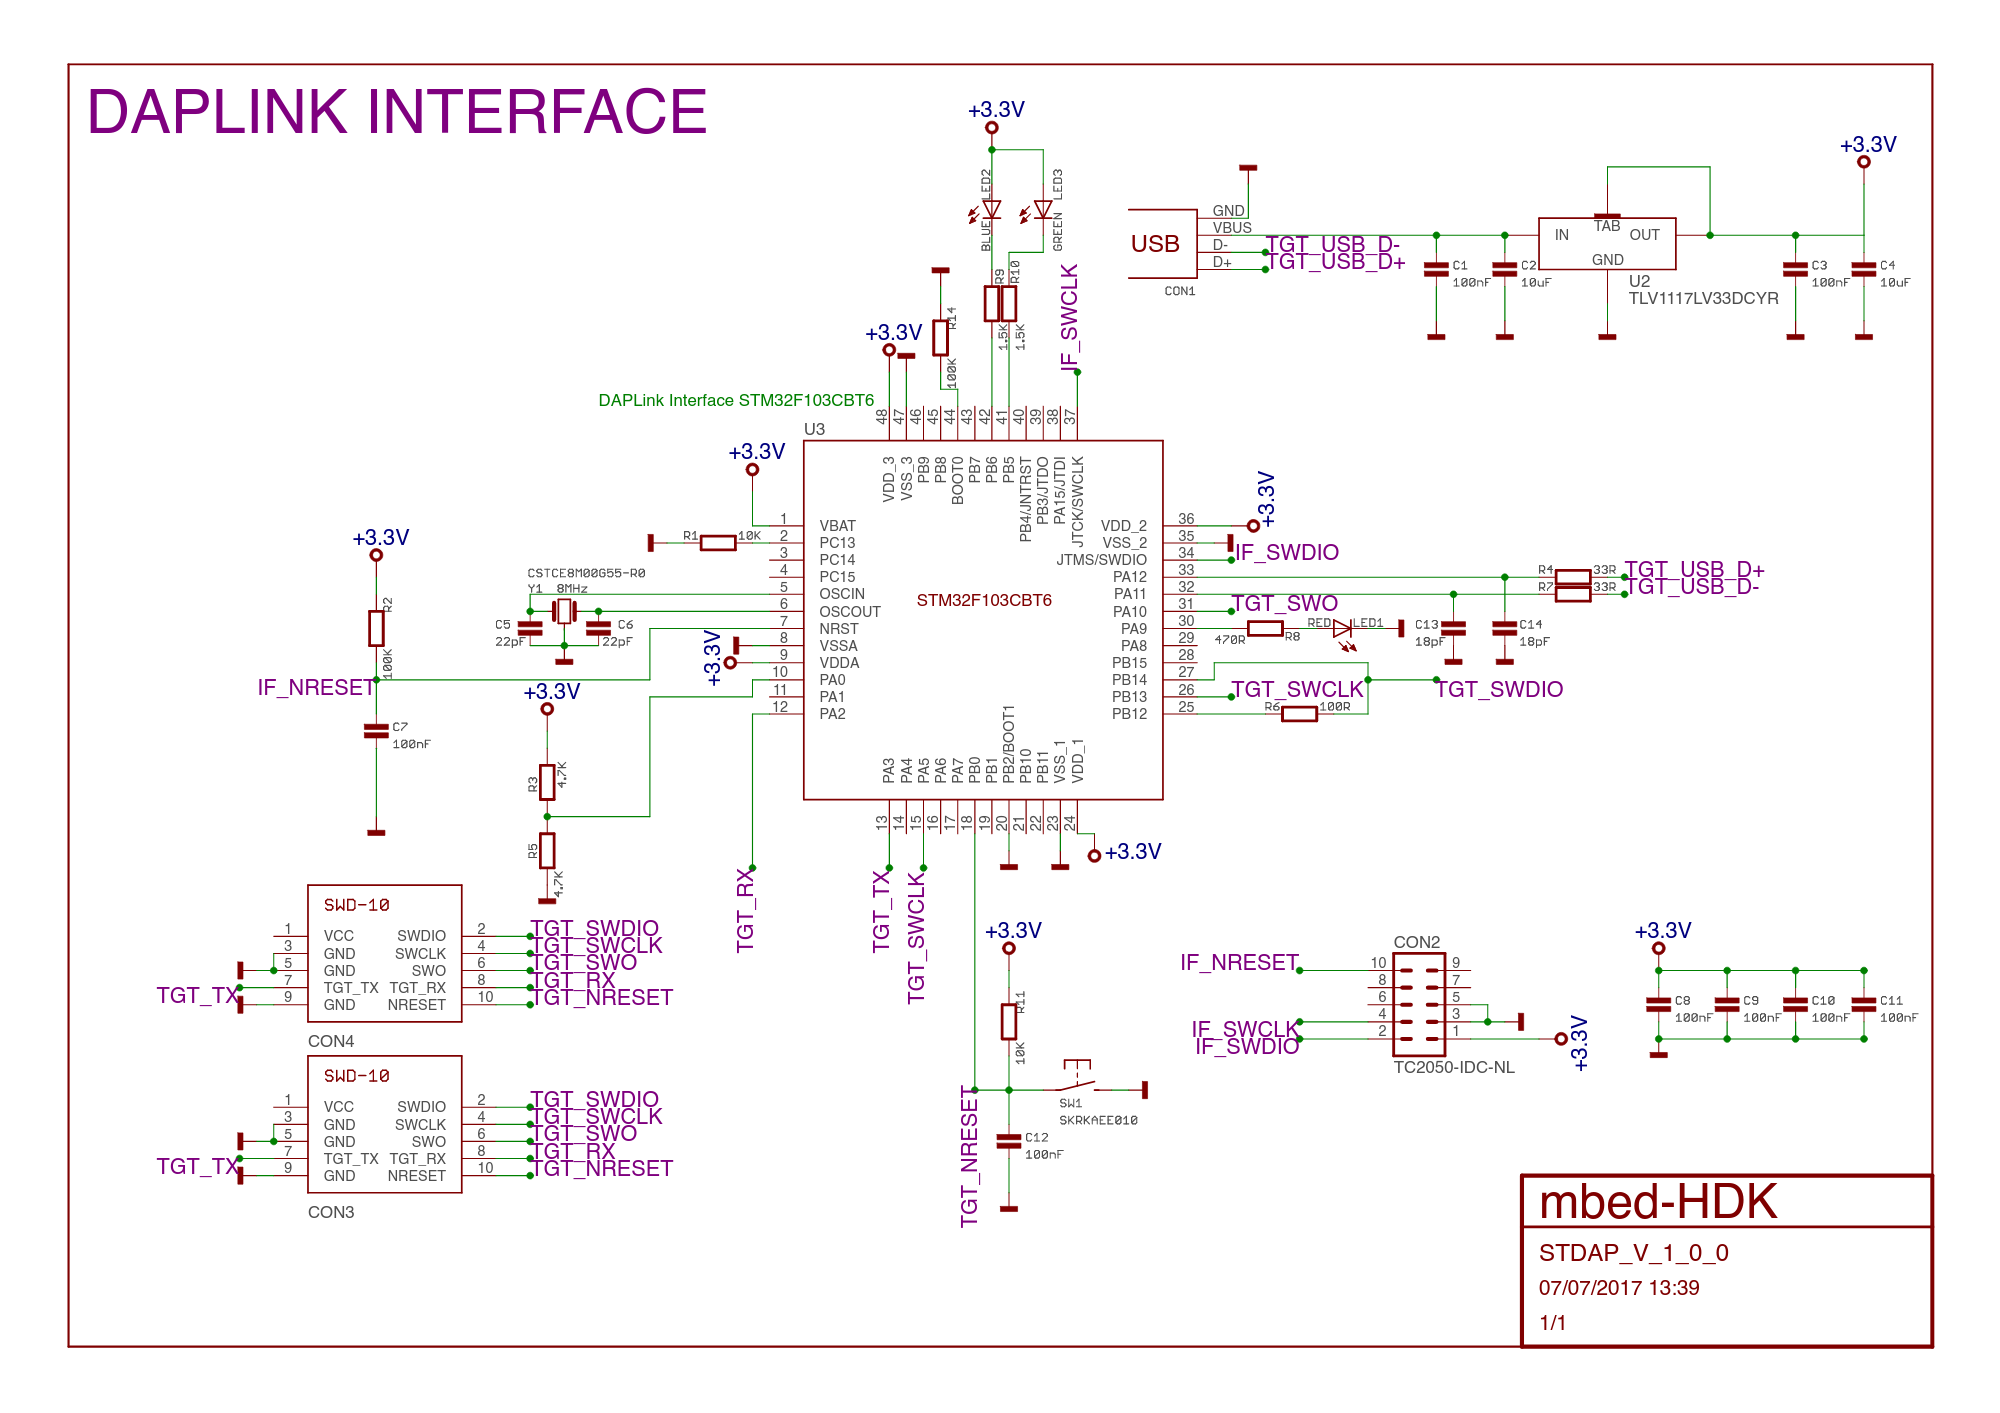 DAPLINK INTERFACE
+3.3V
LED2
BLUE
LED3
GREEN
R9
1.5K
R10
1.5K
R14
100K
+3.3V
IF_SWCLK
USB
GND
VBUS
D-
D+
CON1
TGT_USB_D-
TGT_USB_D+
C1
100nF
C2
10uF
IN
TAB
OUT
GND
U2
TLV1117LV33DCYR
C3
100nF
C4
10uF
+3.3V
DAPLink Interface STM32F103CBT6
U3
48 47 46 45 44 43 42 41 40 39 38 37
VDD_3
VSS_3
PB9
PB8
BOOT0
PB7
PB6
PB5
PB4/JNTRST
PB3/JTDO
PA15/JTDI
JTCK/SWCLK
STM32F103CBT6
+3.3V
1 VBAT
2 PC13
3 PC14
4 PC15
5 OSCIN
6 OSCOUT
7 NRST
8 VSSA
9 VDDA
10 PA0
11 PA1
12 PA2
R1 10K
CSTCE8M00G55-R0
Y1 8MHz
C5
22pF
C6
22pF
+3.3V
+3.3V
R2
100K
IF_NRESET
C7
100nF
+3.3V
R3
4.7K
R5
4.7K
VDD_2 36
VSS_2 35
JTMS/SWDIO 34
PA12 33
PA11 32
PA10 31
PA9 30
PA8 29
PB15 28
PB14 27
PB13 26
PB12 25
+3.3V
IF_SWDIO
TGT_SWO
470R
R8
RED
LED1
R4 33R
R7 33R
TGT_USB_D+
TGT_USB_D-
C13
18pF
C14
18pF
TGT_SWCLK
TGT_SWDIO
R6 100R
PA3
PA4
PA5
PA6
PA7
PB0
PB1
PB2/BOOT1
PB10
PB11
VSS_1
VDD_1
13 14 15 16 17 18 19 20 21 22 23 24
+3.3V
TGT_RX
TGT_TX
TGT_SWCLK
SWD-10
1 VCC SWDIO 2
3 GND SWCLK 4
5 GND SWO 6
7 TGT_TX TGT_RX 8
9 GND NRESET 10
TGT_TX
TGT_SWDIO
TGT_SWCLK
TGT_SWO
TGT_RX
TGT_NRESET
CON4
SWD-10
1 VCC SWDIO 2
3 GND SWCLK 4
5 GND SWO 6
7 TGT_TX TGT_RX 8
9 GND NRESET 10
TGT_TX
TGT_SWDIO
TGT_SWCLK
TGT_SWO
TGT_RX
TGT_NRESET
CON3
+3.3V
R11
10K
TGT_NRESET
SW1
SKRKAEE010
C12
100nF
CON2
IF_NRESET
IF_SWCLK
IF_SWDIO
10 9
8 7
6 5
4 3
2 1
TC2050-IDC-NL
+3.3V
+3.3V
C8
100nF
C9
100nF
C10
100nF
C11
100nF
mbed-HDK
STDAP_V_1_0_0
07/07/2017 13:39
1/1